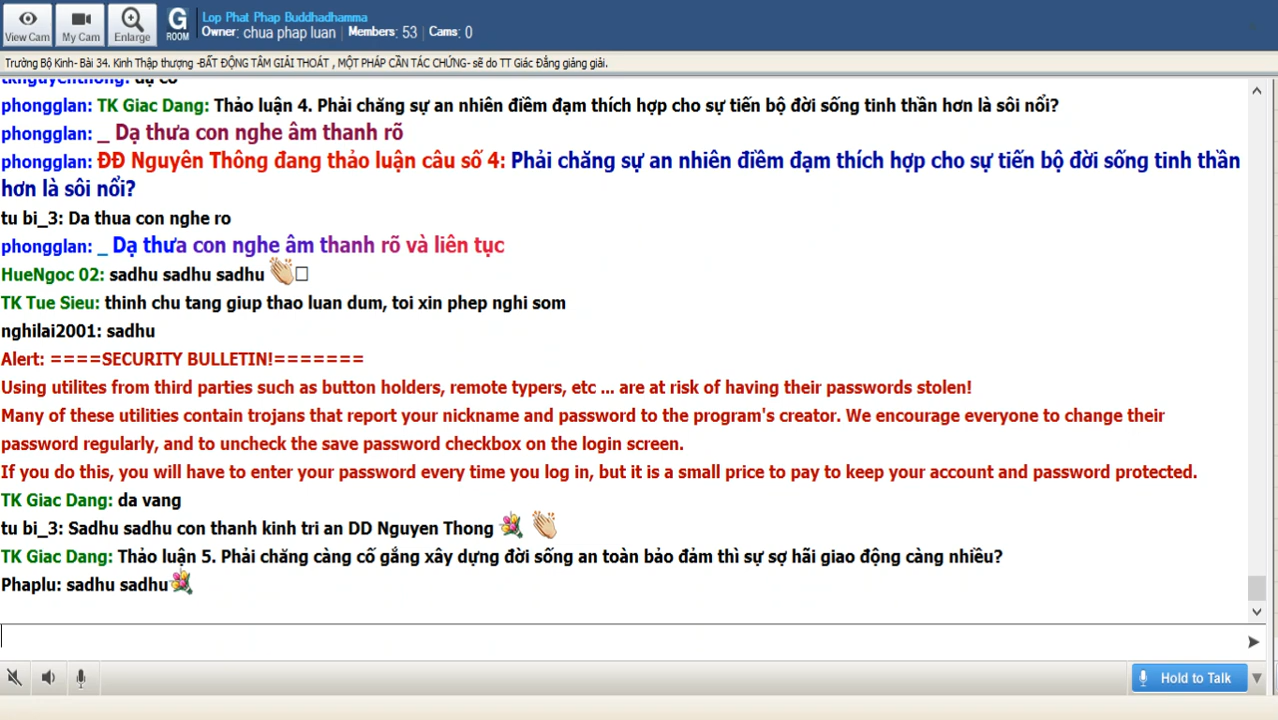 Lop Phat Phap Buddhadhamma
G
ROOM
Owner: chua phap luan | Members: 53 | Cams: 0
View Cam
My Cam
Enlarge
Trường Bộ Kinh- Bài 34. Kinh Thập thượng -BẤT ĐỘNG TÂM GIẢI THOÁT , MỘT PHÁP CẦN TÁC CHỨNG- sẽ do TT Giác Đẳng giảng giải.
tknguyenthong: dạ có
phongglan: TK Giac Dang: Thảo luận 4. Phải chăng sự an nhiên điềm đạm thích hợp cho sự tiến bộ đời sống tinh thần hơn là sôi nổi?
phongglan: _ Dạ thưa con nghe âm thanh rõ
phongglan: ĐĐ Nguyên Thông đang thảo luận câu số 4: Phải chăng sự an nhiên điềm đạm thích hợp cho sự tiến bộ đời sống tinh thần
hơn là sôi nổi?
tu bi_3: Da thua con nghe ro
phongglan: _ Dạ thưa con nghe âm thanh rõ và liên tục
HueNgoc 02: sadhu sadhu sadhu
TK Tue Sieu: thinh chu tang giup thao luan dum, toi xin phep nghi som
nghilai2001: sadhu
Alert: ====SECURITY BULLETIN!=======
Using utilites from third parties such as button holders, remote typers, etc ... are at risk of having their passwords stolen!
Many of these utilities contain trojans that report your nickname and password to the program's creator. We encourage everyone to change their
password regularly, and to uncheck the save password checkbox on the login screen.
If you do this, you will have to enter your password every time you log in, but it is a small price to pay to keep your account and password protected.
TK Giac Dang: da vang
tu bi_3: Sadhu sadhu con thanh kinh tri an DD Nguyen Thong
TK Giac Dang: Thảo luận 5. Phải chăng càng cố gắng xây dựng đời sống an toàn bảo đảm thì sự sợ hãi giao động càng nhiều?
Phaplu: sadhu sadhu
Hold to Talk